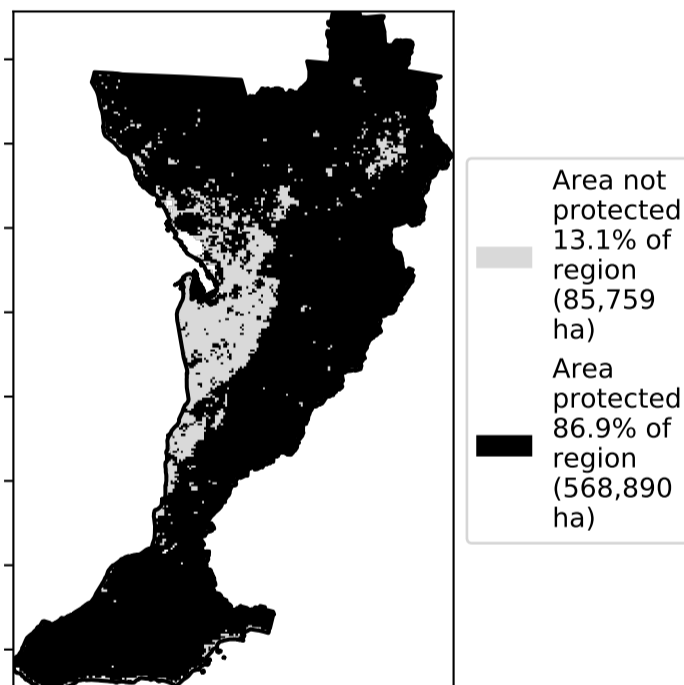 Area not
protected
13.1% of
region
(85,759
ha)
Area
protected
86.9% of
region
(568,890
ha)